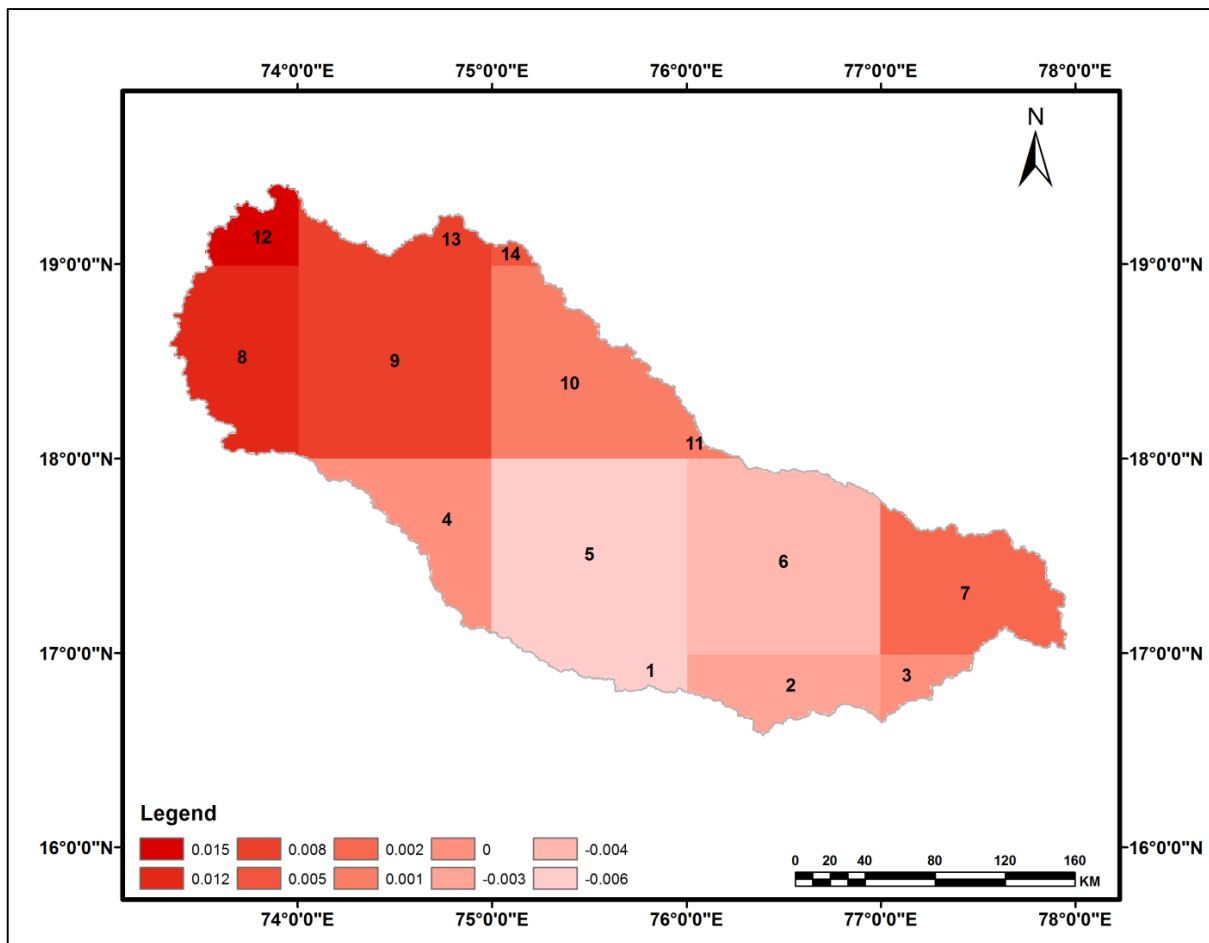 74°0'0"E 75°0'0"E 76°0'0"E 77°0'0"E 78°0'0"E
N
12 13 14
19°0'0"N 19°0'0"N
8 9 10
11
18°0'0"N 18°0'0"N
4 5 6 7
17°0'0"N 17°0'0"N
1 2 3
Legend
16°0'0"N 16°0'0"N
0.015 0.008 0.002 0 -0.004
0.012 0.005 0.001 -0.003 -0.006
0 20 40 80 120 160
KM
74°0'0"E 75°0'0"E 76°0'0"E 77°0'0"E 78°0'0"E